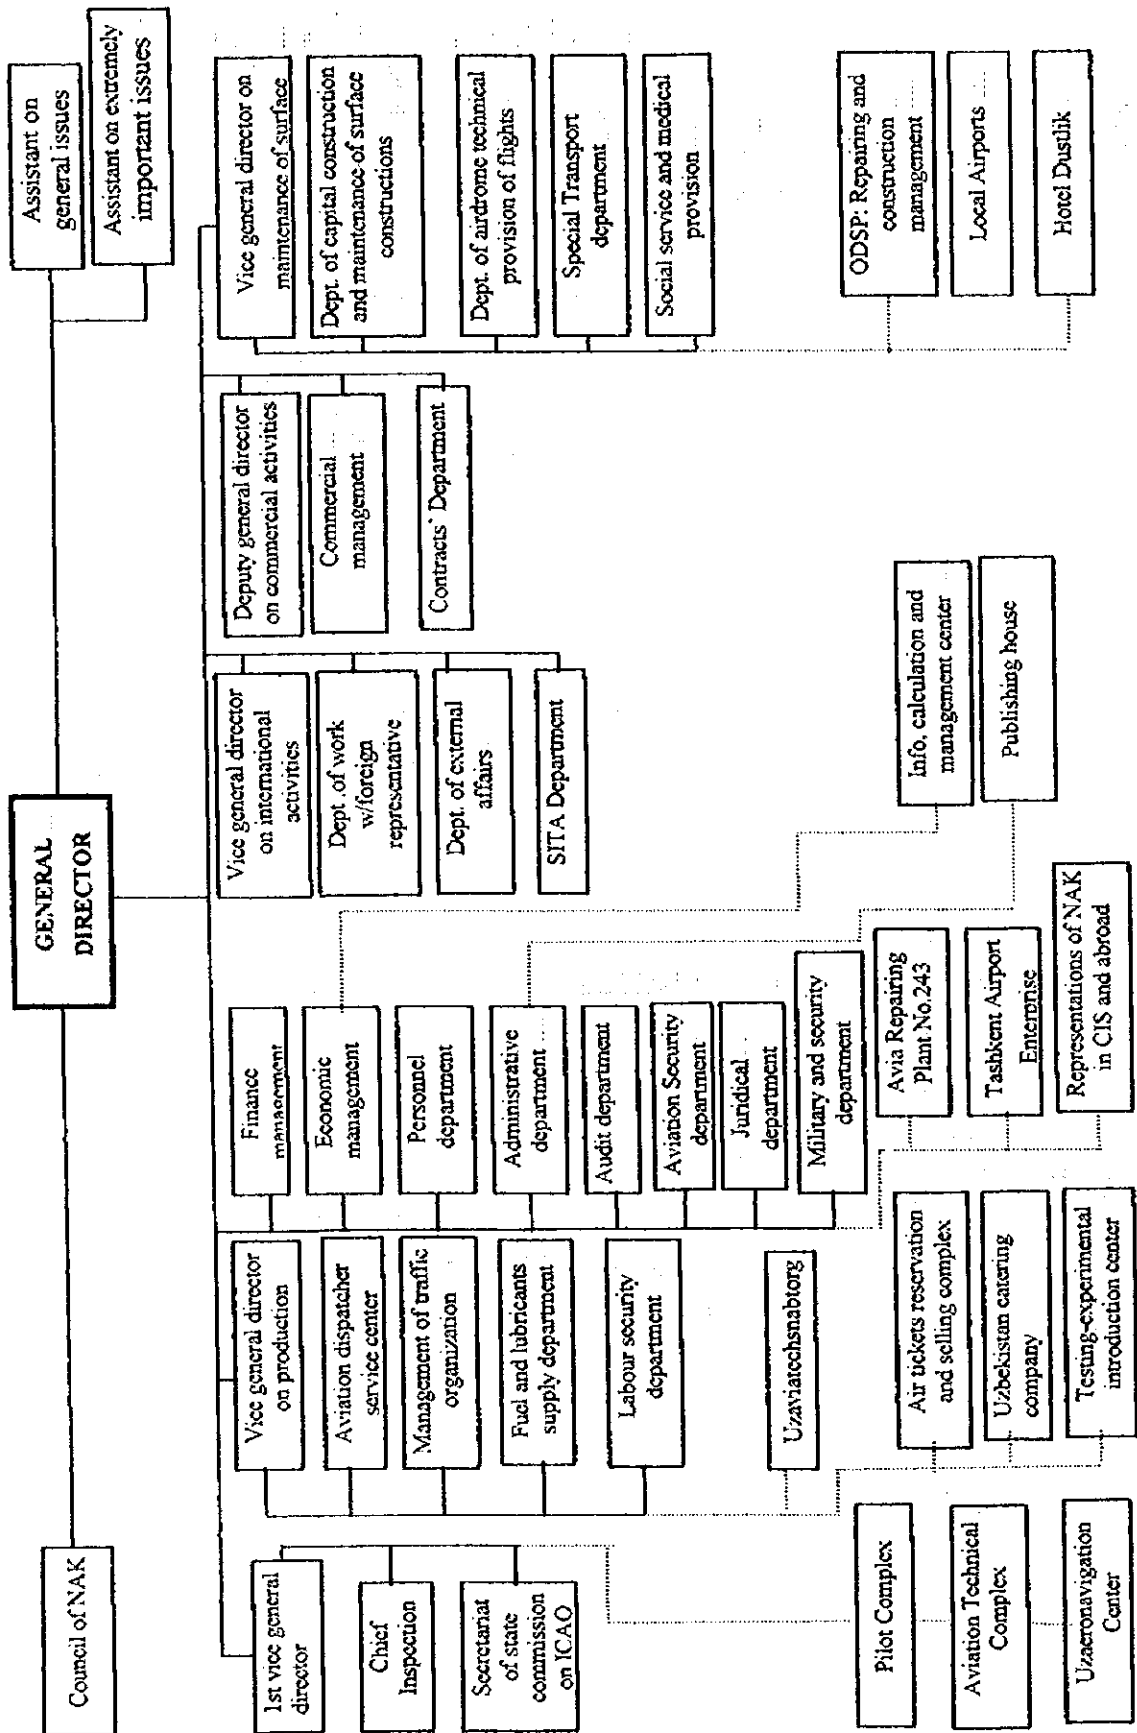 Council of NAK
GENERAL
DIRECTOR
Assistant on
general issues
Assistant on extremely
important issues
1st vice general
director
Chief
Inspection
Secretariat
of state
commission
on ICAO
Pilot Complex
Aviation Technical
Complex
Uzaeronavigation
Center
Vice general director
on production
Aviation dispatcher
service center
Management of traffic
organization
Fuel and lubricants
supply department
Labour security
department
Uzaviatechsnabtorg
Air tickets reservation
and selling complex
Uzbekistan catering
company
Testing-experimental
introduction center
Finance
management
Economic
management
Personnel
department
Administrative
department
Audit department
Aviation Security
department
Juridical
department
Military and security
department
Avia Repairing
Plant No.243
Tashkent Airport
Enterprise
Representations of NAK
in CIS and abroad
Vice general director
on international
activities
Dept .of work
w/foreign
representative
Dept. of external
affairs
SITA Department
Info, calculation and
management center
Publishing house
Deputy general director
on commercial activities
Commercial
management
Contracts' Department
Vice general director on
maintenance of surface
Dept. of capital construction
and maintenance of surface
constructions
Dept. of airdrome technical
provision of flights
Special Transport
department
Social service and medical
provision
ODSP: Repairing and
construction
management
Local Airports
Hotel Dustlik